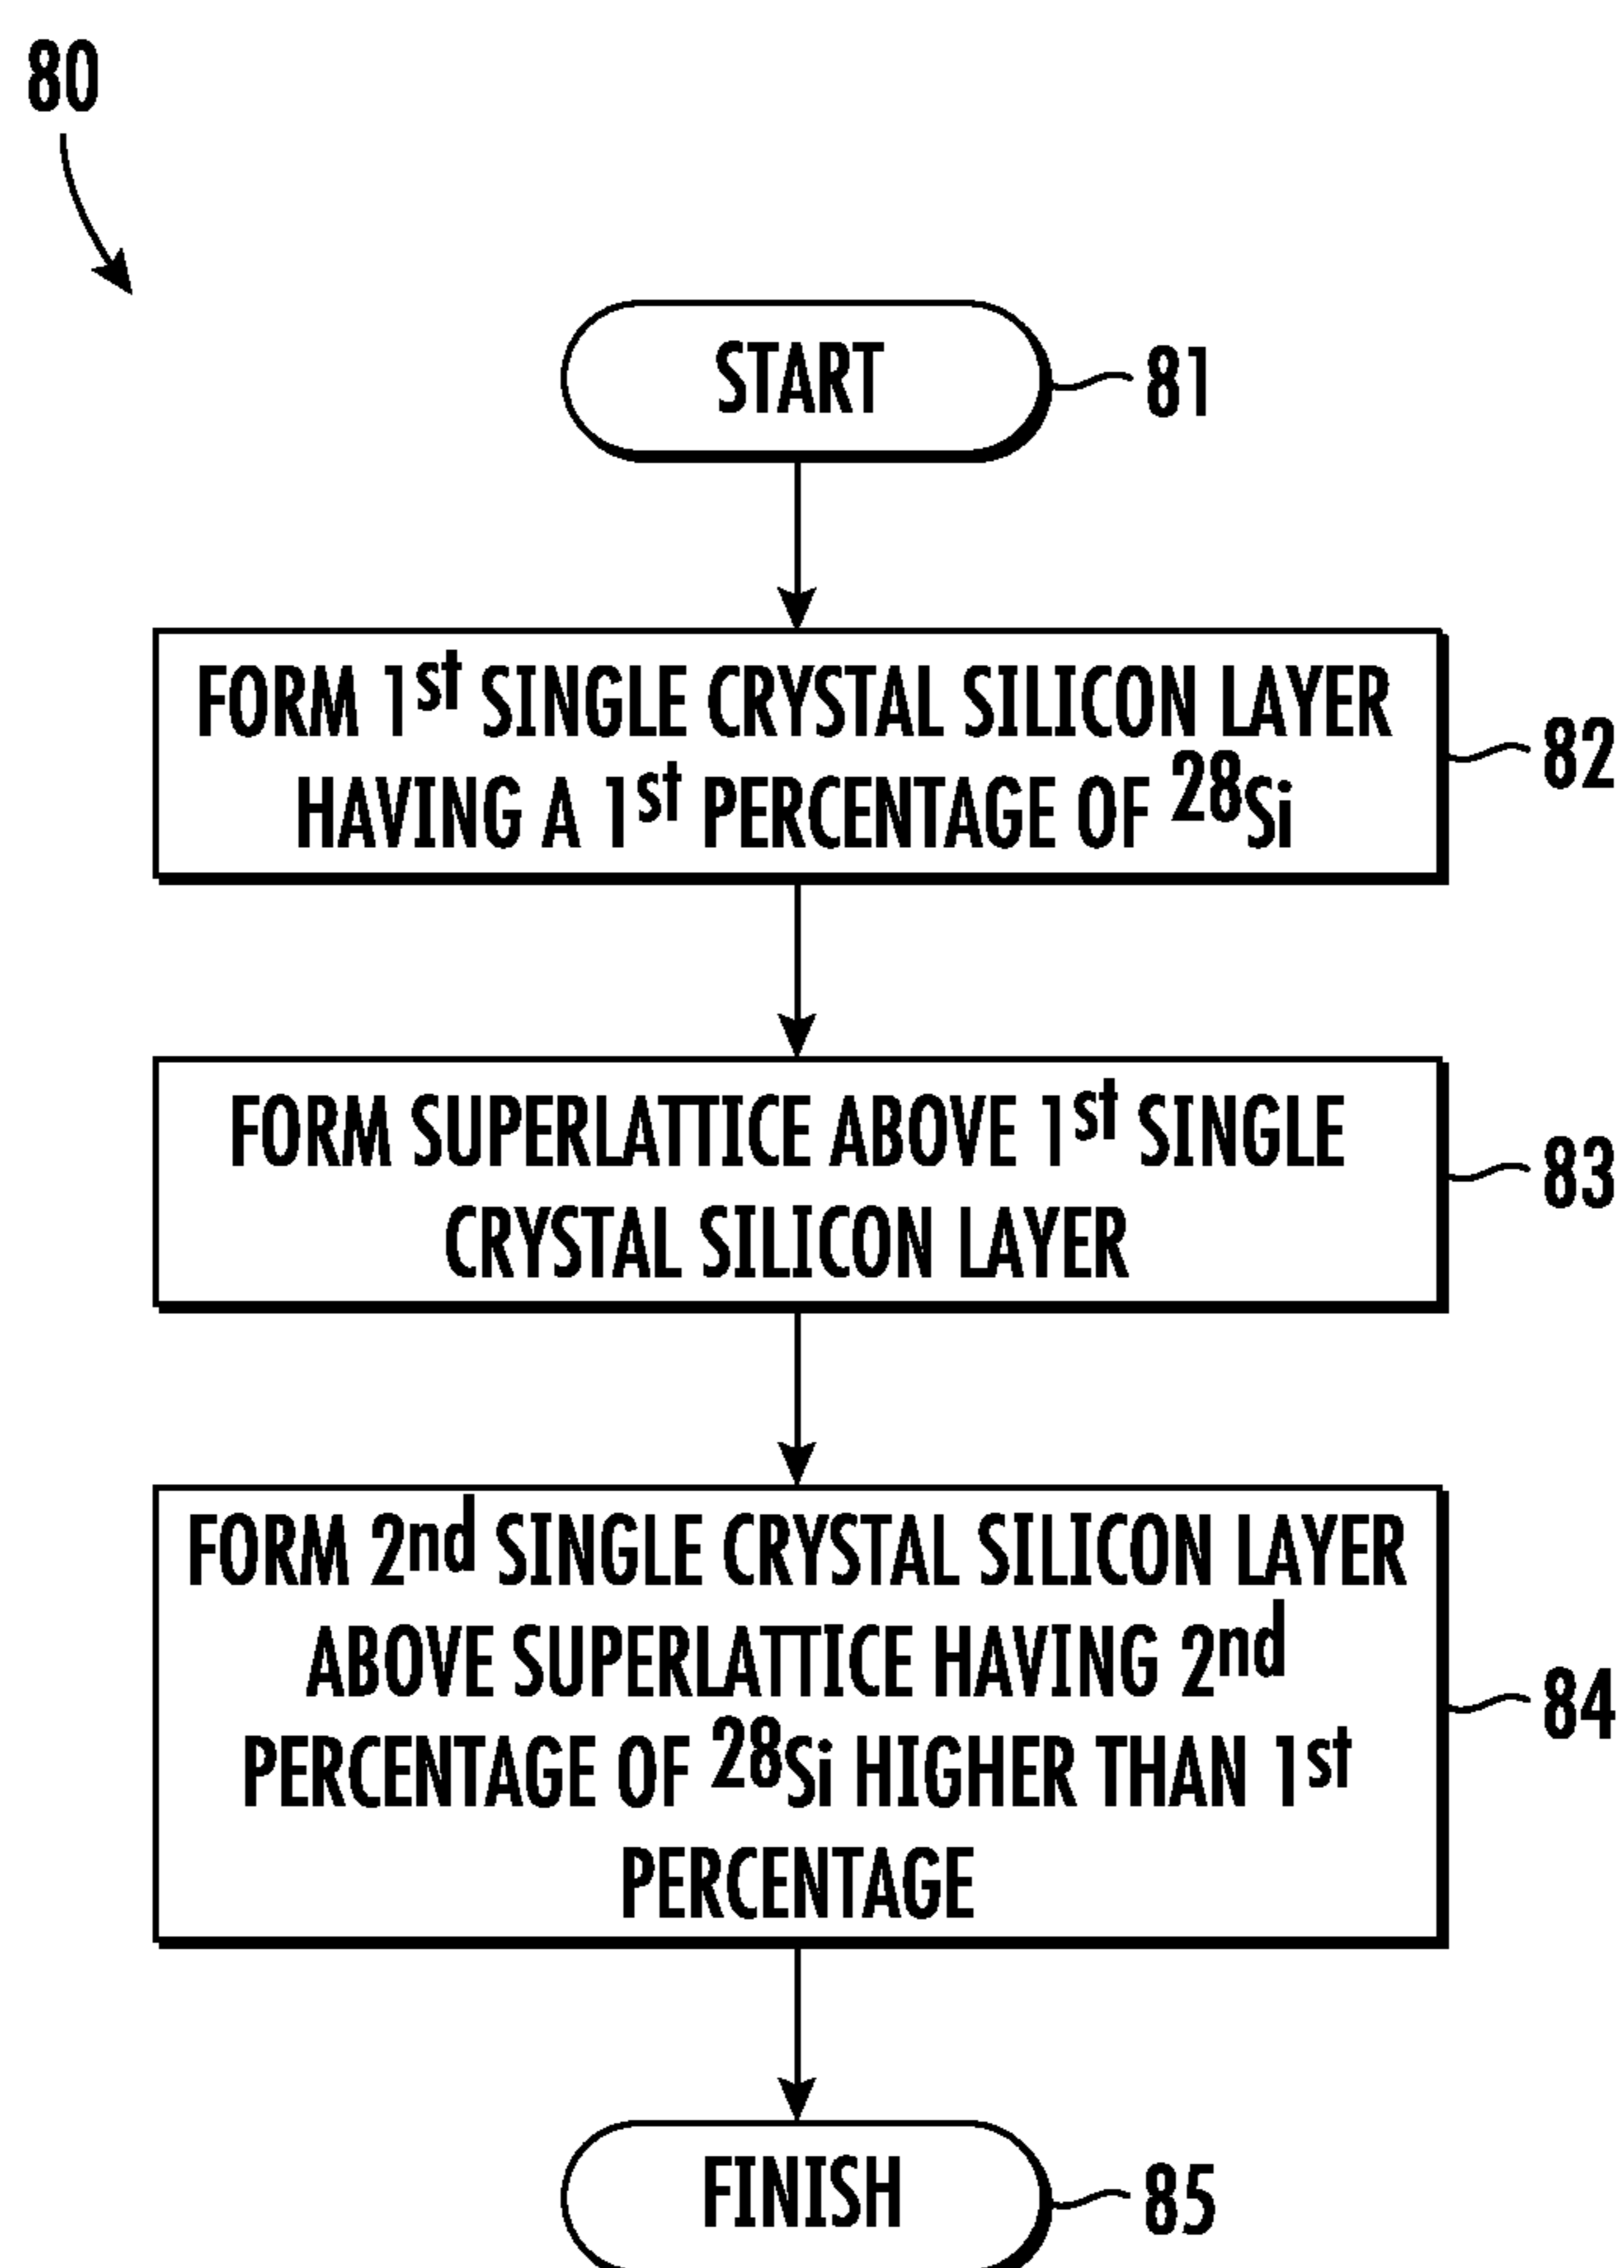 80
START
81
FORM 1st SINGLE CRYSTAL SILICON LAYER
HAVING A 1st PERCENTAGE OF 28Si
82
FORM SUPERLATTICE ABOVE 1st SINGLE
CRYSTAL SILICON LAYER
83
FORM 2nd SINGLE CRYSTAL SILICON LAYER
ABOVE SUPERLATTICE HAVING 2nd
PERCENTAGE OF 28Si HIGHER THAN 1st
PERCENTAGE
84
FINISH
85